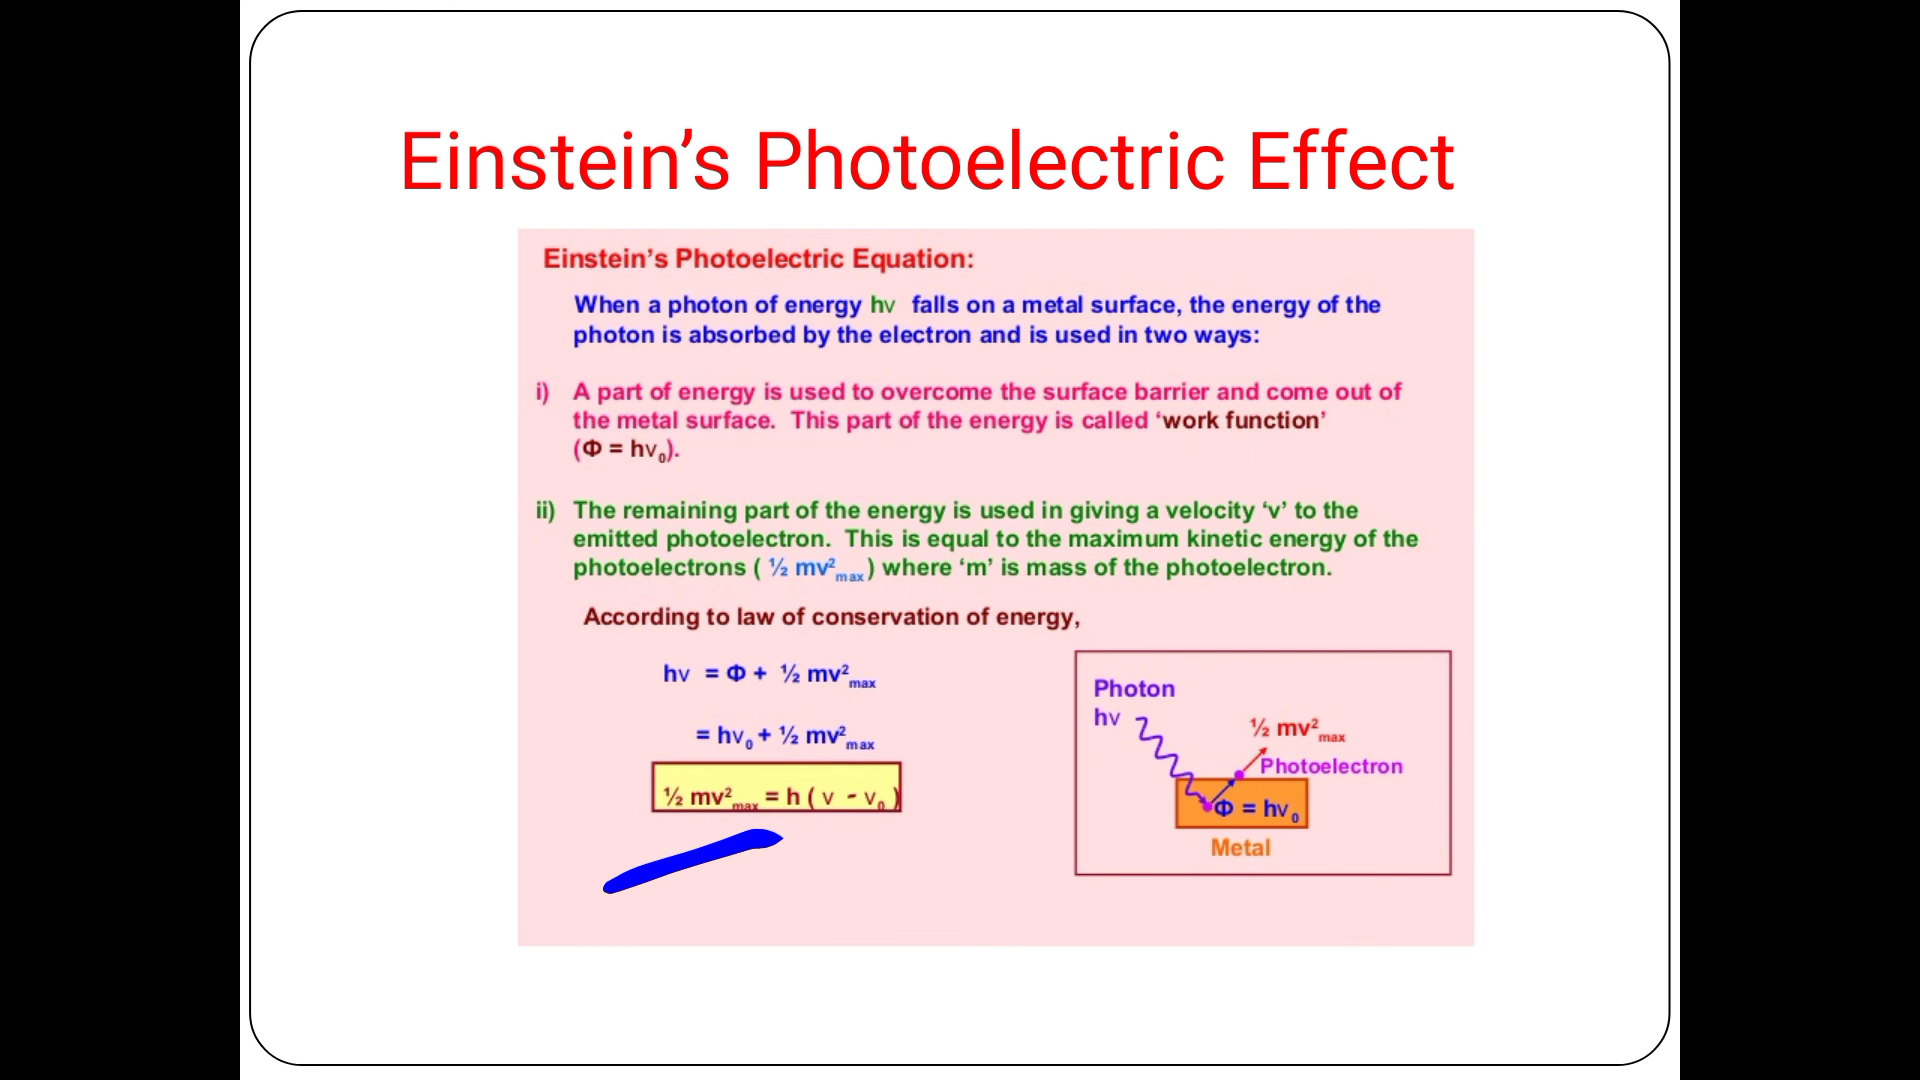 Einstein’s Photoelectric Effect
Einstein’s Photoelectric Equation:
When a photon of energy hν falls on a metal surface, the energy of the
photon is absorbed by the electron and is used in two ways:
i) A part of energy is used to overcome the surface barrier and come out of
the metal surface. This part of the energy is called ‘work function’
(Φ = hν₀).
ii) The remaining part of the energy is used in giving a velocity ‘v’ to the
emitted photoelectron. This is equal to the maximum kinetic energy of the
photoelectrons ( ½ mv²max ) where ‘m’ is mass of the photoelectron.
According to law of conservation of energy,
hν = Φ + ½ mv²max
= hν₀ + ½ mv²max
½ mv²max = h ( ν - ν₀ )
Photon
hν
½ mv²max
Photoelectron
Φ = hν₀
Metal